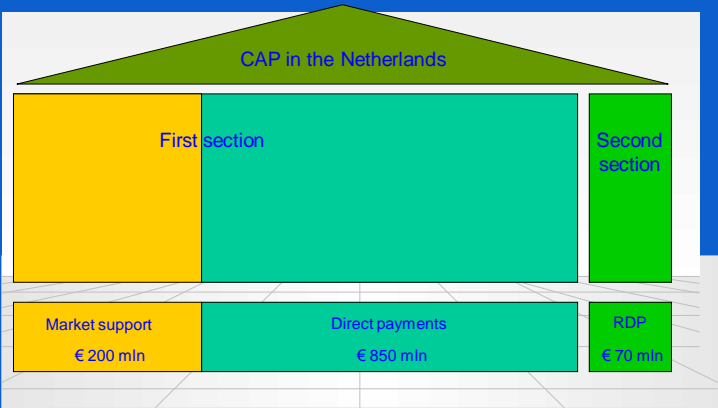 CAP in the Netherlands
First section
Second
section
Market support
€ 200 mln
Direct payments
€ 850 mln
RDP
€ 70 mln